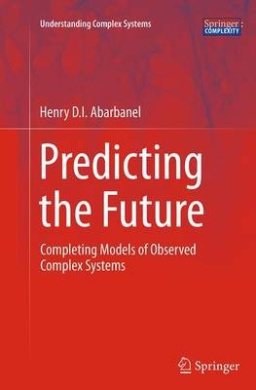 Understanding Complex Systems
Springer:
COMPLEXITY
Henry D.I. Abarbanel
Predicting
the Future
Completing Models of Observed
Complex Systems
Springer